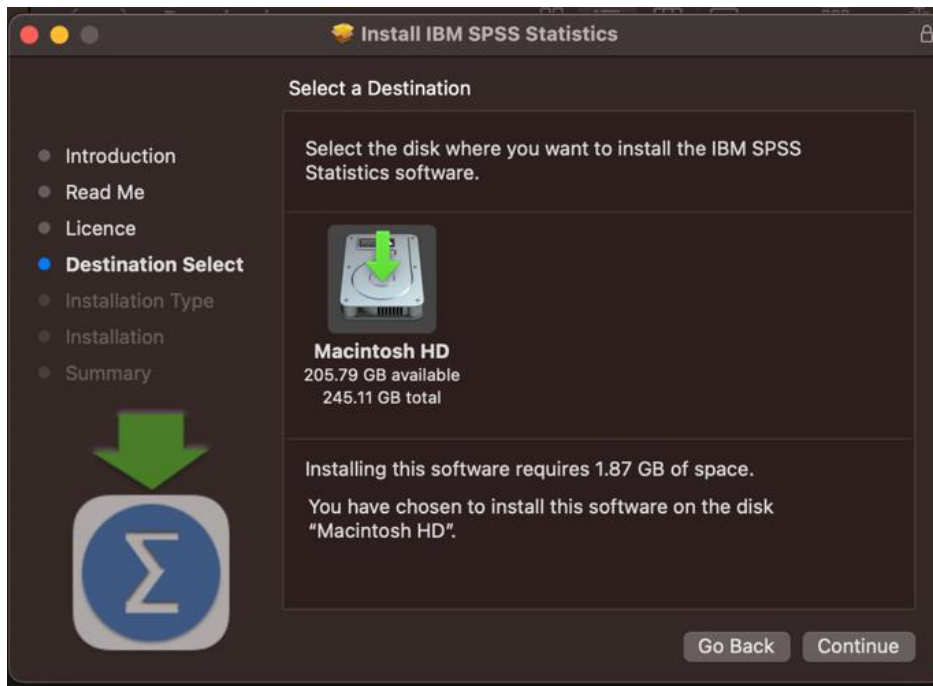 Install IBM SPSS Statistics
Select a Destination
Introduction
Read Me
Licence
Destination Select
Installation Type
Installation
Summary
Select the disk where you want to install the IBM SPSS
Statistics software.
Macintosh HD
205.79 GB available
245.11 GB total
Installing this software requires 1.87 GB of space.
You have chosen to install this software on the disk
“Macintosh HD”.
Σ
Go Back
Continue